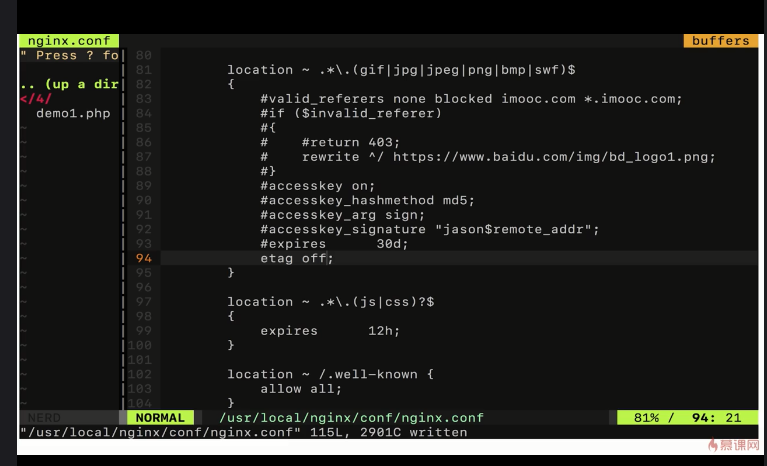 nginx.conf buffers
" Press ? fo 80
81 location ~ .*\.(gif|jpg|jpeg|png|bmp|swf)$
.. (up a dir 82 {
</4/ 83 #valid_referers none blocked imooc.com *.imooc.com;
demo1.php 84 #if ($invalid_referer)
~ 85 #{
~ 86 # #return 403;
~ 87 # rewrite ^/ https://www.baidu.com/img/bd_logo1.png;
~ 88 #}
~ 89 #accesskey on;
~ 90 #accesskey_hashmethod md5;
~ 91 #accesskey_arg sign;
~ 92 #accesskey_signature "jason$remote_addr";
~ 93 #expires 30d;
~ 94 etag off;
~ 95 }
~ 96
~ 97 location ~ .*\.(js|css)?$
~ 98 {
~ 99 expires 12h;
~ 100 }
~ 101
~ 102 location ~ /.well-known {
~ 103 allow all;
~ 104 }
NERD NORMAL /usr/local/nginx/conf/nginx.conf 81% / 94: 21
"/usr/local/nginx/conf/nginx.conf" 115L, 2901C written
慕课网